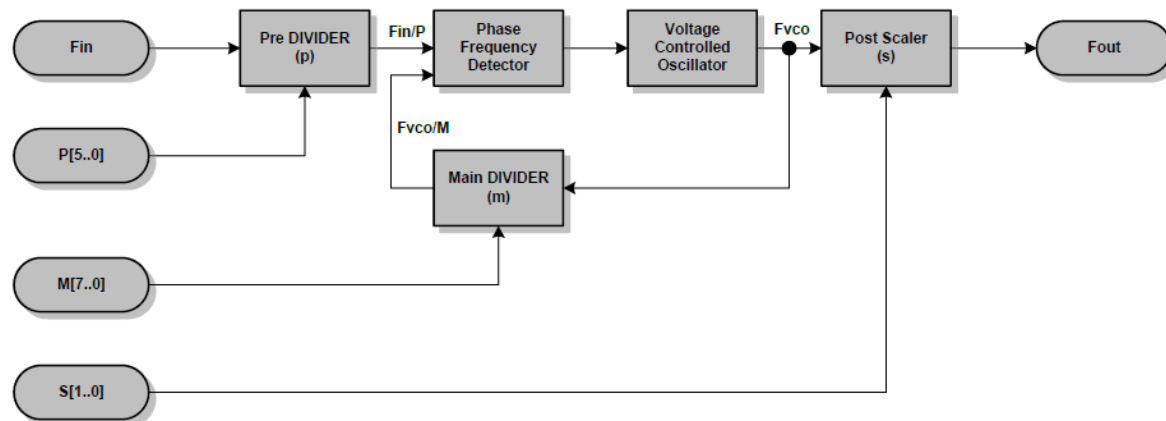 Fin
Pre DIVIDER
(p)
Fin/P
Phase
Frequency
Detector
Voltage
Controlled
Oscillator
Fvco
Post Scaler
(s)
Fout
P[5..0]
Fvco/M
Main DIVIDER
(m)
M[7..0]
S[1..0]